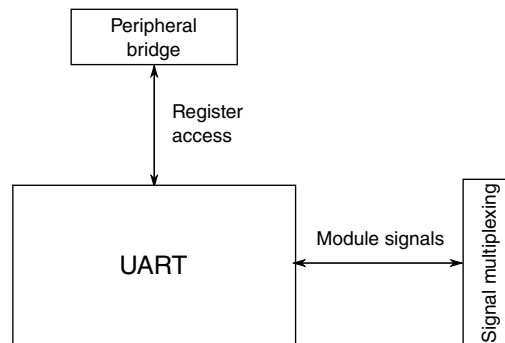 Peripheral
bridge
Register
access
UART
Module signals
Signal multiplexing